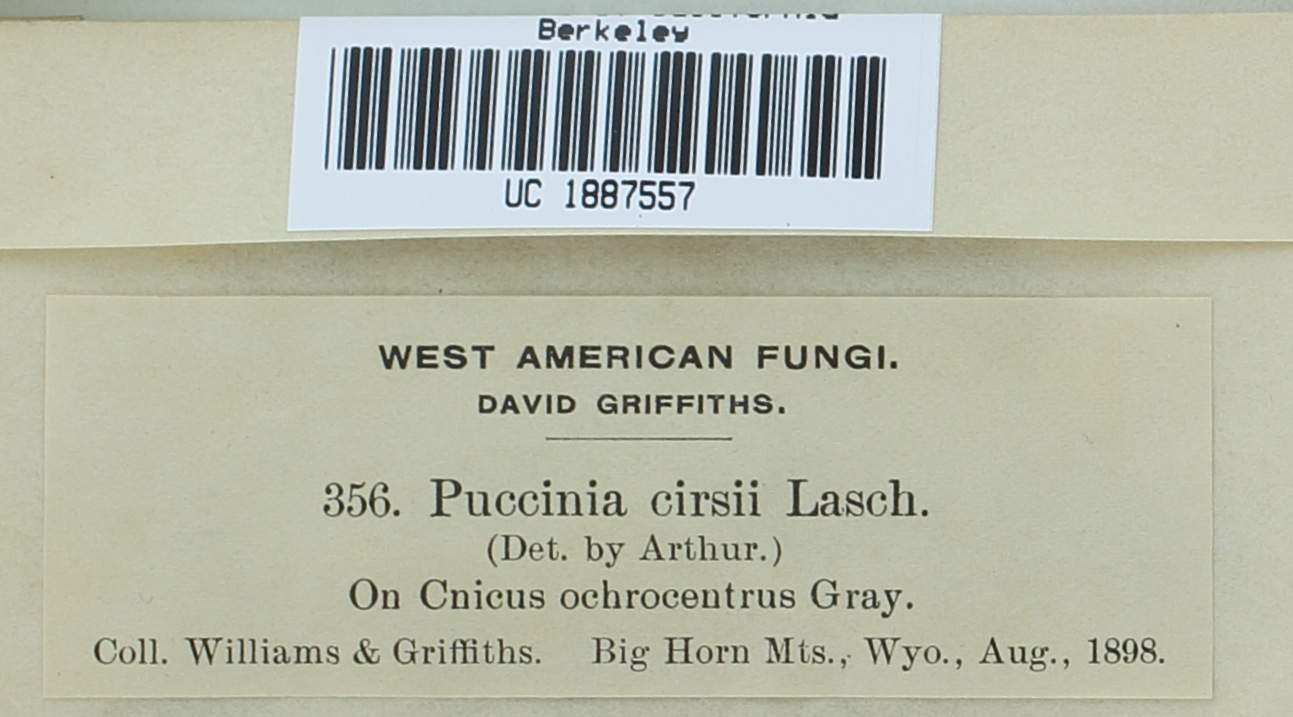 Berkeley
UC 1887557
WEST AMERICAN FUNGI.
DAVID GRIFFITHS.
356. Puccinia cirsii Lasch.
(Det. by Arthur.)
On Cnicus ochrocentrus Gray.
Coll. Williams & Griffiths. Big Horn Mts., Wyo., Aug., 1898.